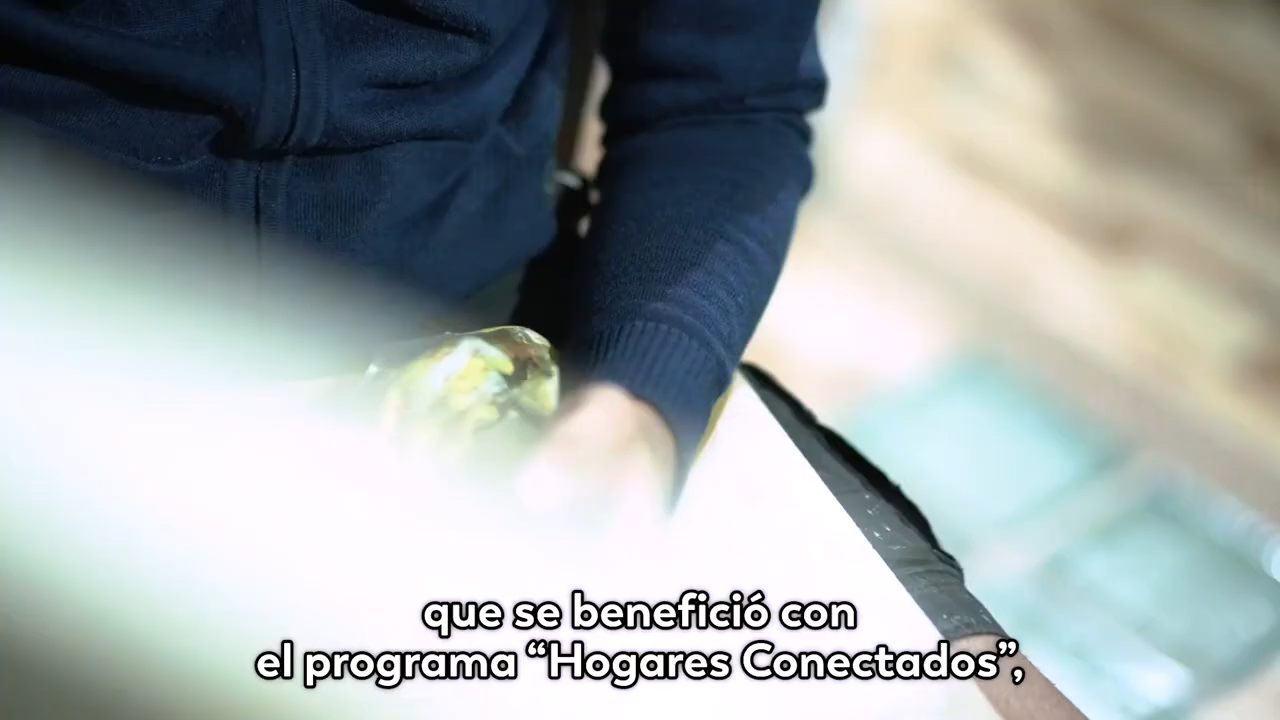 que se benefició con
el programa “Hogares Conectados”,